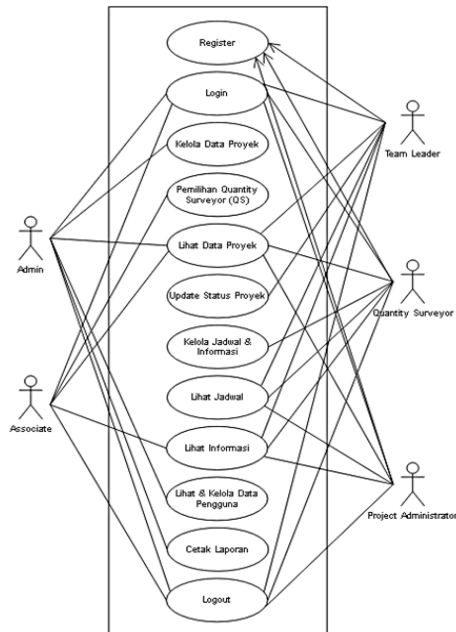 Register
Login
Team Leader
Kelola Data Proyek
Pemilihan Quantity
Surveyor (QS)
Lihat Data Proyek
Admin
Update Status Proyek
Quantity Surveyor
Kelola Jadwal &
Informasi
Lihat Jadwal
Associate
Lihat Informasi
Lihat & Kelola Data
Pengguna
Project Administrator
Cetak Laporan
Logout